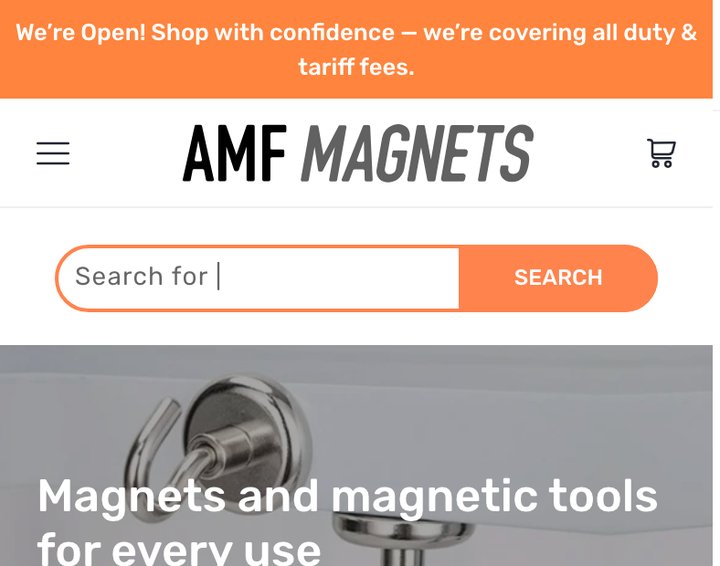 We’re Open! Shop with confidence — we’re covering all duty &
tariff fees.
AMF MAGNETS
Search for |
SEARCH
Magnets and magnetic tools
for every use